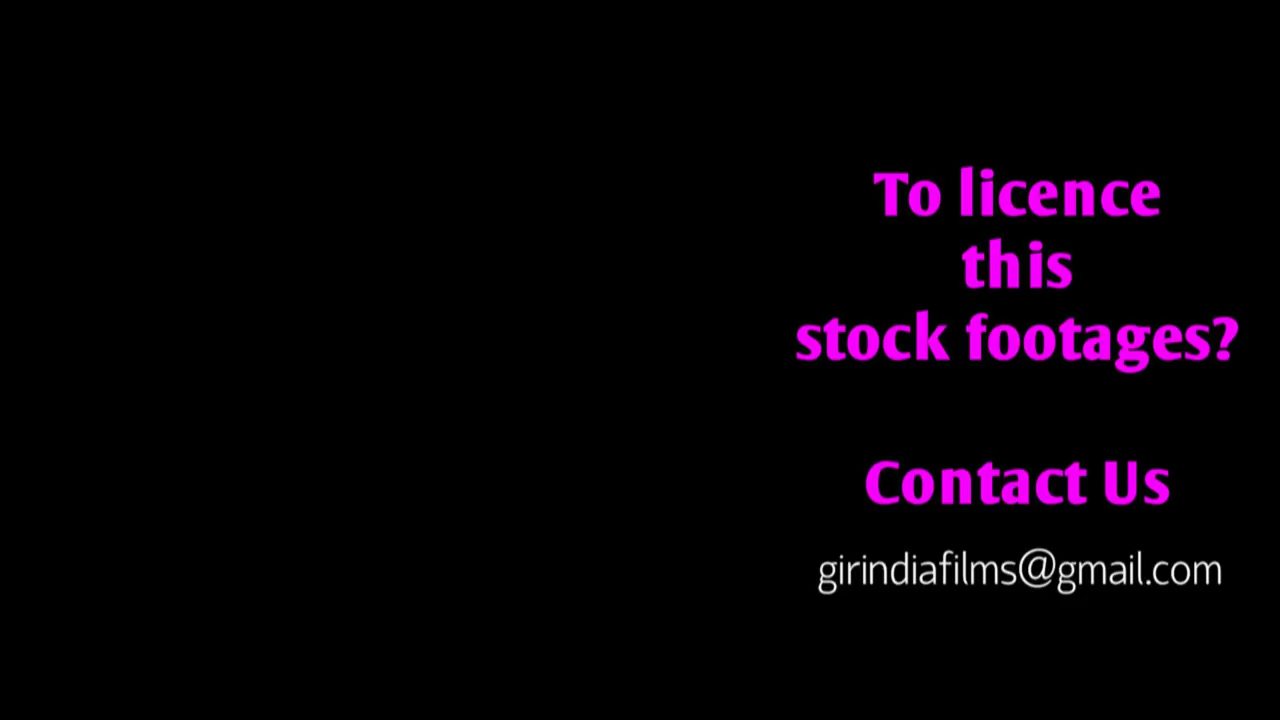 To licence
this
stock footages?
Contact Us
girindiafilms@gmail.com